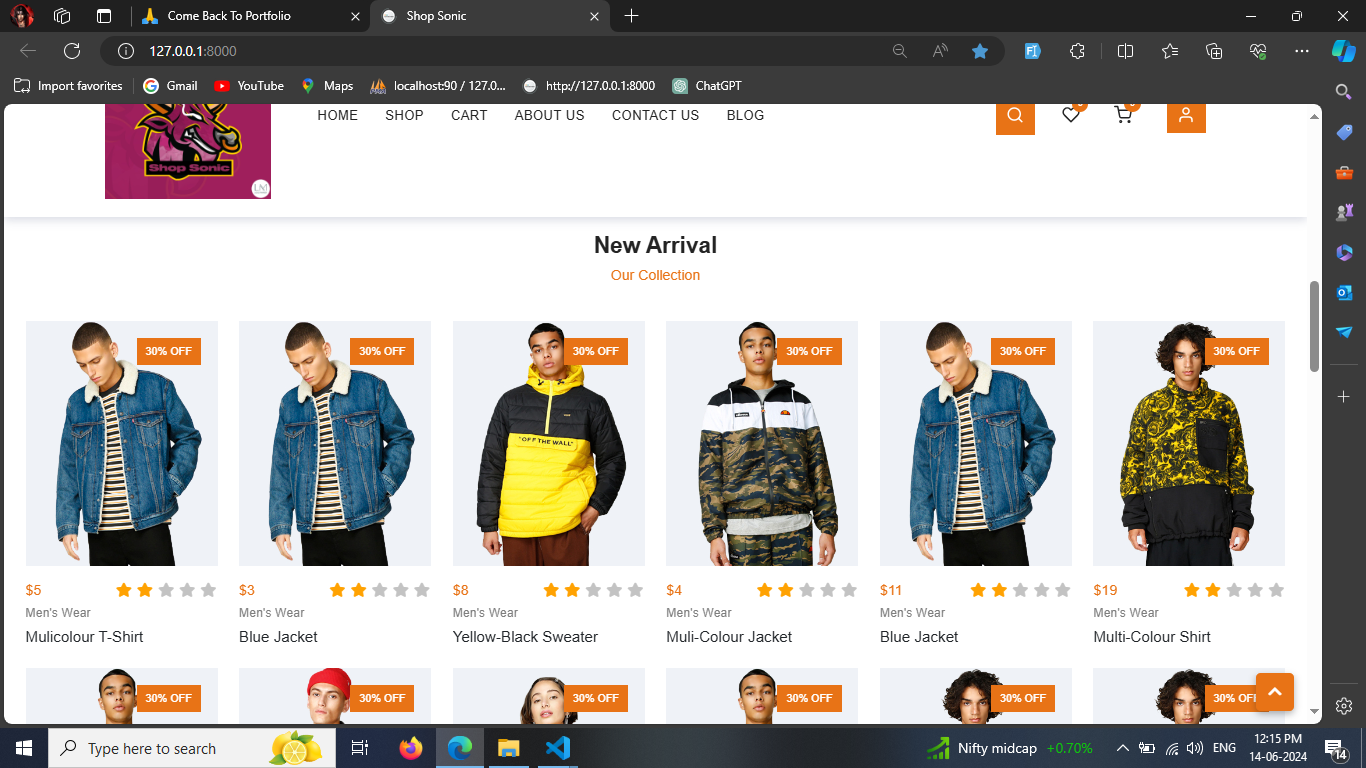 Come Back To Portfolio
Shop Sonic
127.0.0.1:8000
Import favorites
Gmail
YouTube
Maps
localhost:90 / 127.0...
http://127.0.0.1:8000
ChatGPT
Shop Sonic
HOME SHOP CART ABOUT US CONTACT US BLOG
New Arrival
Our Collection
30% OFF 30% OFF 30% OFF 30% OFF 30% OFF 30% OFF
"OFF THE WALL"
$5 $3 $8 $4 $11 $19
Men's Wear Men's Wear Men's Wear Men's Wear Men's Wear Men's Wear
Mulicolour T-Shirt Blue Jacket Yellow-Black Sweater Muli-Colour Jacket Blue Jacket Multi-Colour Shirt
30% OFF 30% OFF 30% OFF 30% OFF 30% OFF 30% OFF
Type here to search
Nifty midcap +0.70%
ENG
12:15 PM
14-06-2024
14